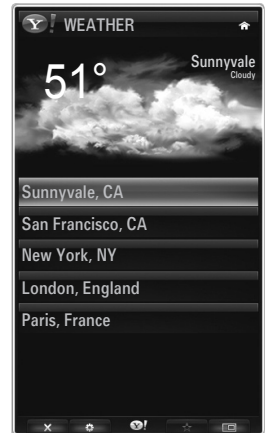 Y! WEATHER
51°
Sunnyvale
Cloudy
Sunnyvale, CA
San Francisco, CA
New York, NY
London, England
Paris, France
Y!